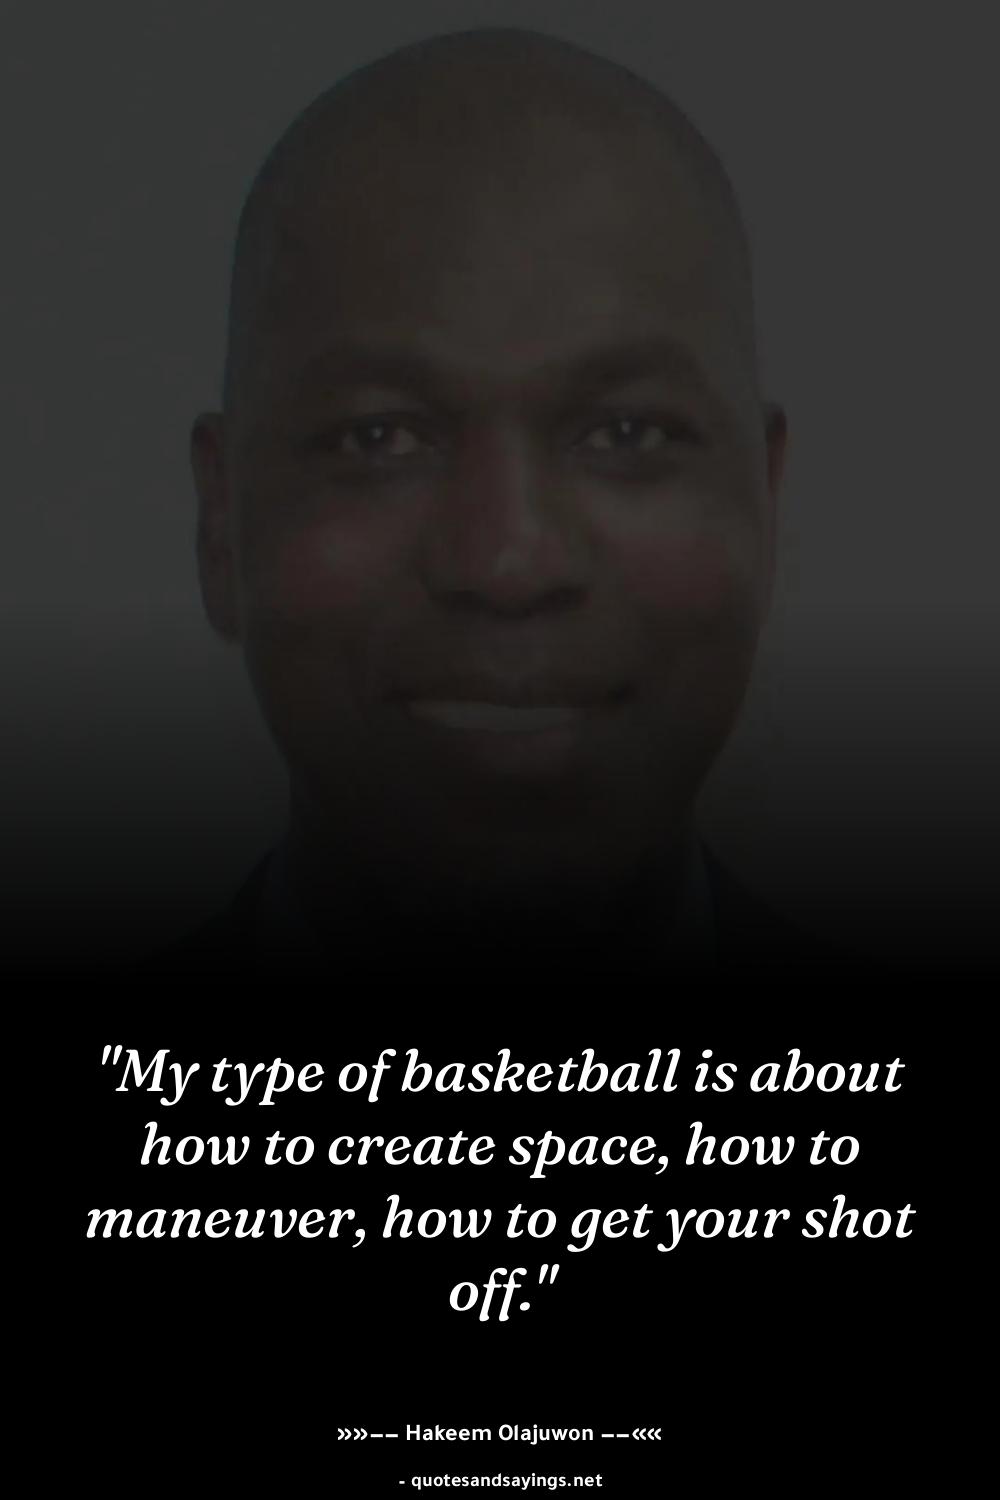 "My type of basketball is about
how to create space, how to
maneuver, how to get your shot
off."
»»–– Hakeem Olajuwon ––««
- quotesandsayings.net